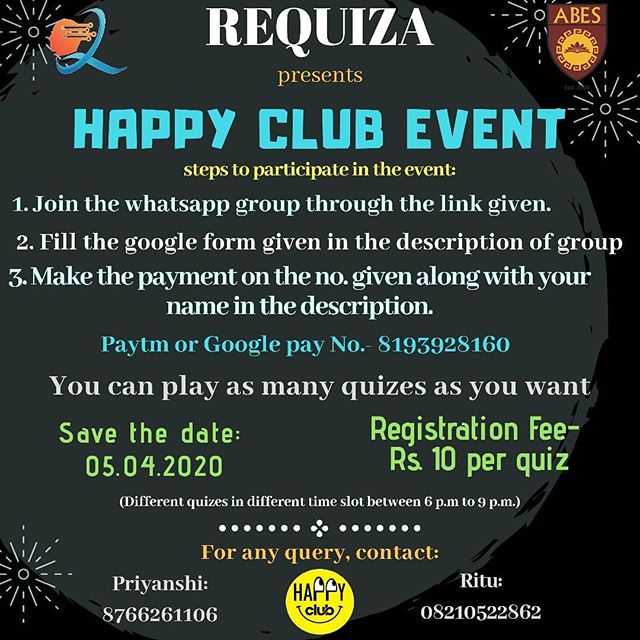 REQUIZA
ABES
presents
HAPPY CLUB EVENT
steps to participate in the event:
1. Join the whatsapp group through the link given.
2. Fill the google form given in the description of group
3. Make the payment on the no. given along with your
name in the description.
Paytm or Google pay No.- 8193928160
You can play as many quizes as you want
Save the date:
05.04.2020
Registration Fee-
Rs. 10 per quiz
(Different quizes in different time slot between 6 p.m to 9 p.m.)
For any query, contact:
Priyanshi:
8766261106
HAPPY
club
Ritu:
08210522862